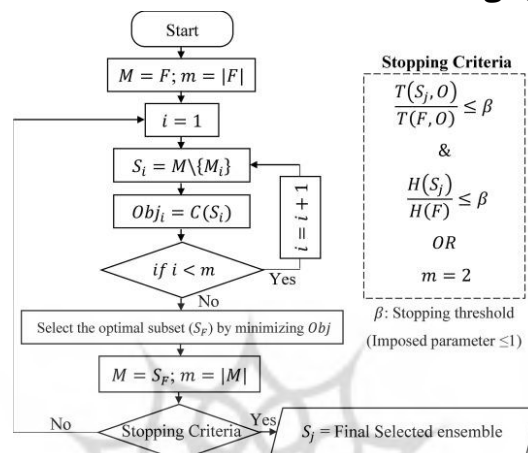 Start
M = F; m = |F|
i = 1
S_i = M\{M_i}
Obj_i = C(S_i)
i = i + 1
if i < m
Yes
No
Select the optimal subset (S_F) by minimizing Obj
M = S_F; m = |M|
No
Stopping Criteria
Yes
S_j = Final Selected ensemble
Stopping Criteria
T(S_j, O)
T(F, O)
≤ β
&
H(S_j)
H(F)
≤ β
OR
m = 2
β: Stopping threshold
(Imposed parameter ≤1)